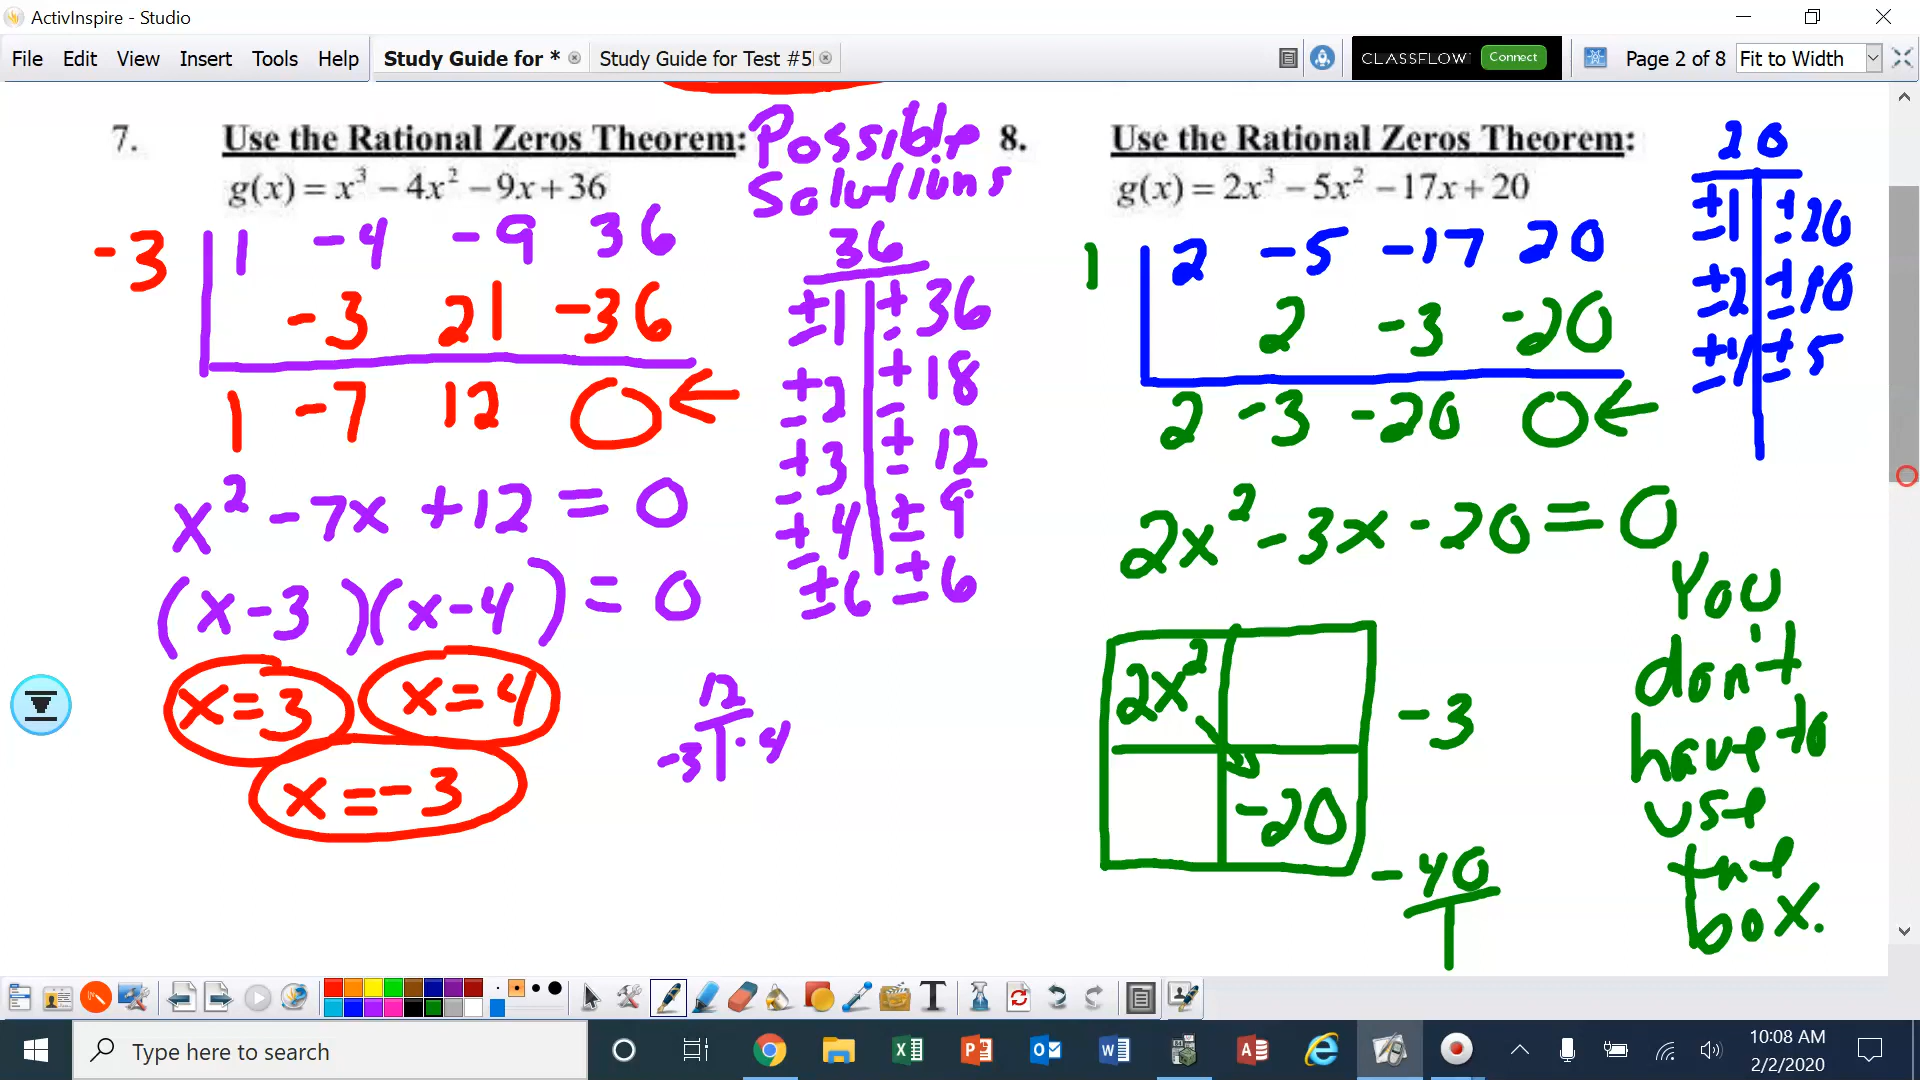 ActivInspire - Studio
File Edit View Insert Tools Help
Study Guide for *
Study Guide for Test #5
CLASSFLOW Connect
Page 2 of 8
Fit to Width
7. Use the Rational Zeros Theorem:
g(x) = x³ − 4x² − 9x + 36
Possible
Solutions
-3 1 -4 -9 36
-3 21 -36
1 -7 12 0 ←
x² - 7x + 12 = 0
(x - 3)(x - 4) = 0
x = 3 x = 4
x = -3
36
±1 ±36
±2 ±18
±3 ±12
±4 ±9
±6 ±6
12
-3 -4
8. Use the Rational Zeros Theorem:
g(x) = 2x³ − 5x² − 17x + 20
1 2 -5 -17 20
2 -3 -20
2 -3 -20 0 ←
2x² - 3x - 20 = 0
20
±1 ±20
±2 ±10
±4 ±5
2x²
-20
-3
-40
You
don't
have to
use
the
box.
Type here to search
10:08 AM
2/2/2020